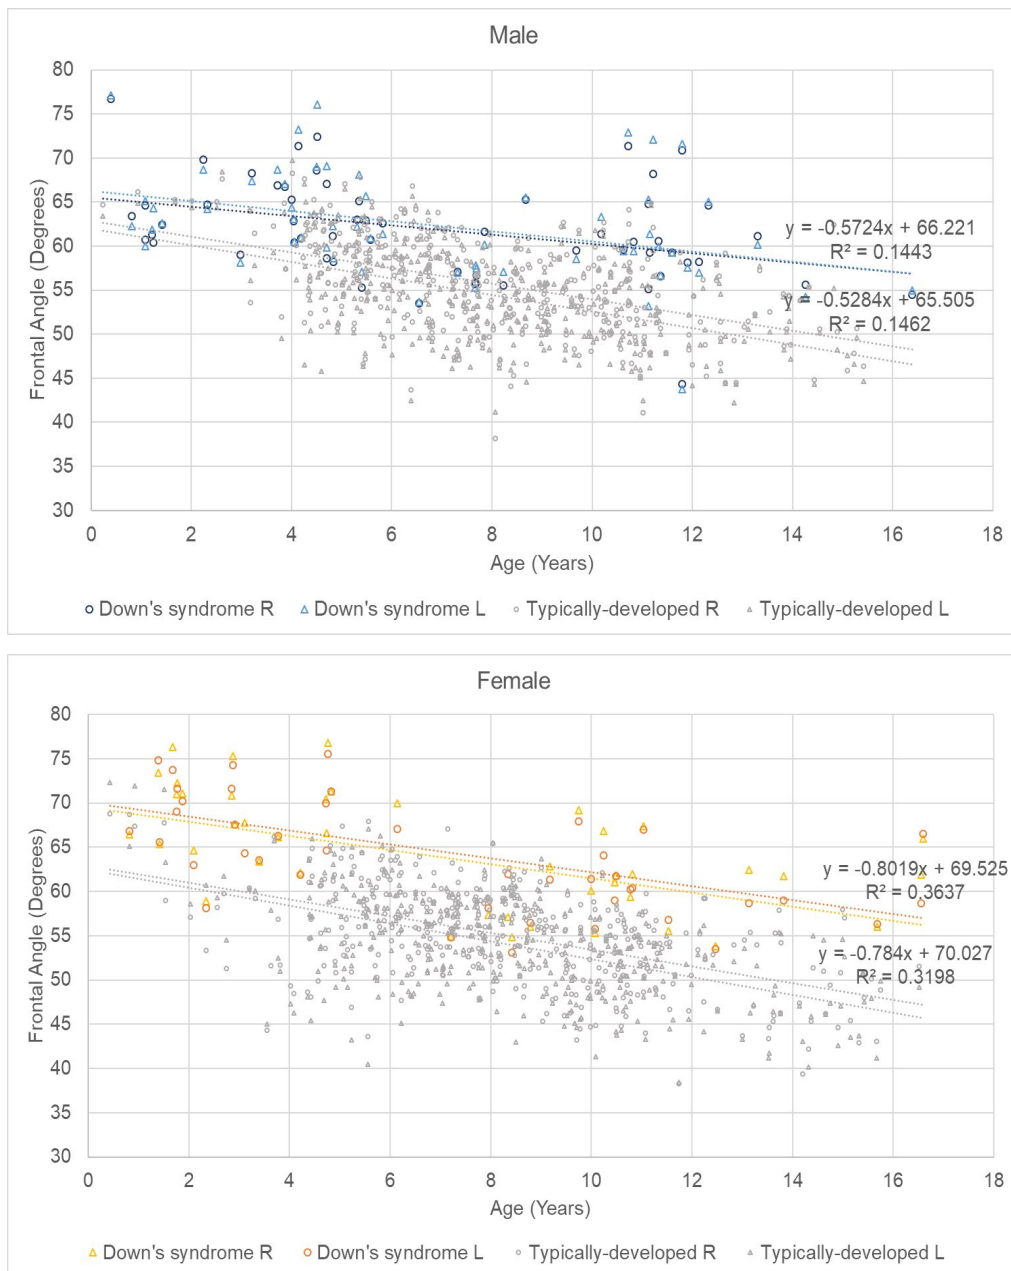 Male
80
75
70
65
60
55
50
45
40
35
30
Frontal Angle (Degrees)
y = -0.5724x + 66.221
R² = 0.1443
y = -0.5284x + 65.505
R² = 0.1462
0 2 4 6 8 10 12 14 16 18
Age (Years)
Down's syndrome R Down's syndrome L Typically-developed R Typically-developed L
Female
80
75
70
65
60
55
50
45
40
35
30
Frontal Angle (Degrees)
y = -0.8019x + 69.525
R² = 0.3637
y = -0.784x + 70.027
R² = 0.3198
0 2 4 6 8 10 12 14 16 18
Age (Years)
Down's syndrome R Down's syndrome L Typically-developed R Typically-developed L